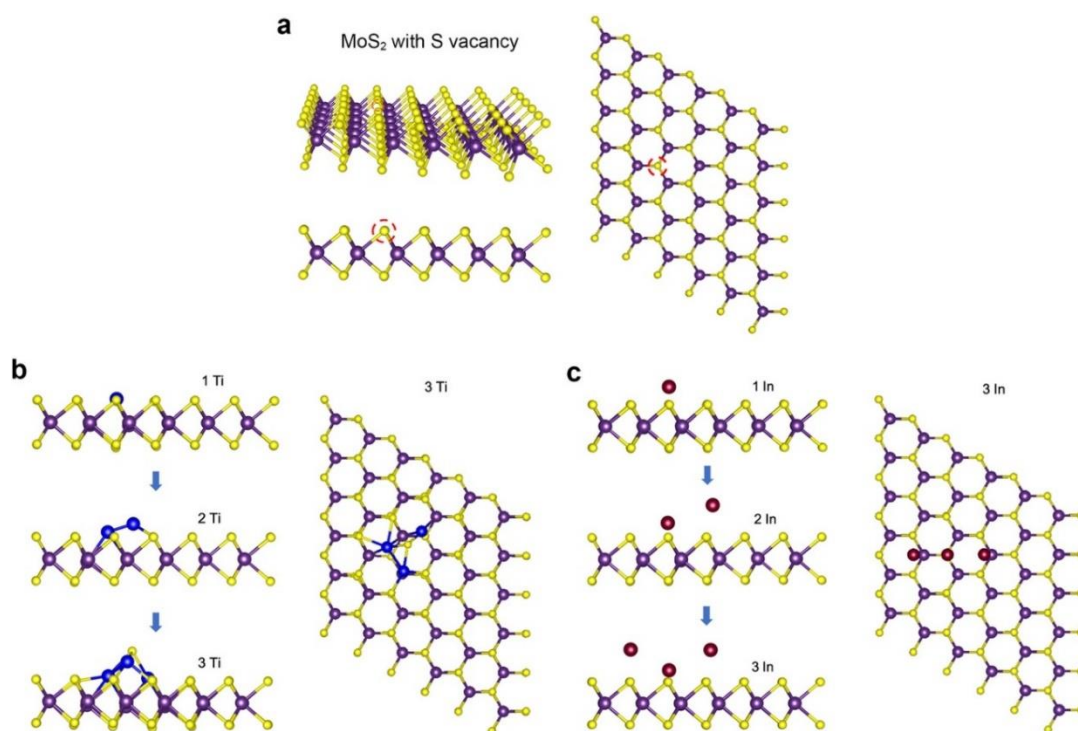 a
MoS₂ with S vacancy
b
1 Ti
3 Ti
2 Ti
3 Ti
c
1 In
3 In
2 In
3 In